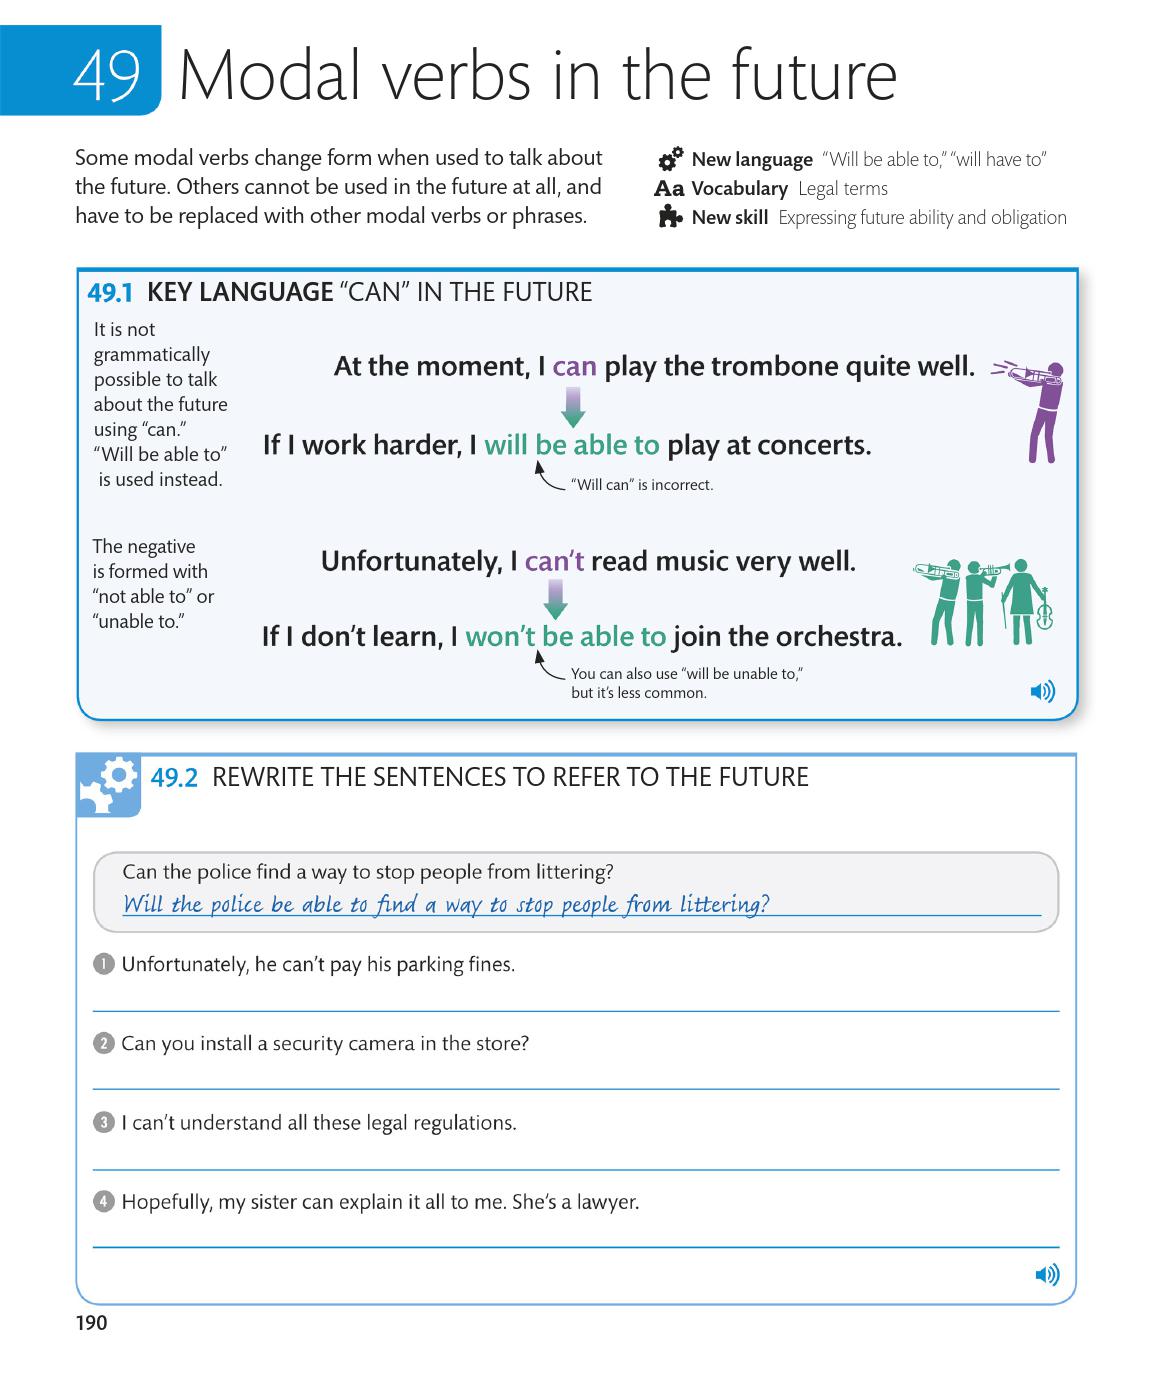 49 Modal verbs in the future
Some modal verbs change form when used to talk about
the future. Others cannot be used in the future at all, and
have to be replaced with other modal verbs or phrases.
New language “Will be able to,” “will have to”
Aa Vocabulary Legal terms
New skill Expressing future ability and obligation
49.1 KEY LANGUAGE “CAN” IN THE FUTURE
It is not
grammatically
possible to talk
about the future
using “can.”
“Will be able to”
is used instead.
At the moment, I can play the trombone quite well.
If I work harder, I will be able to play at concerts.
“Will can” is incorrect.
The negative
is formed with
“not able to” or
“unable to.”
Unfortunately, I can’t read music very well.
If I don’t learn, I won’t be able to join the orchestra.
You can also use “will be unable to,”
but it’s less common.
49.2 REWRITE THE SENTENCES TO REFER TO THE FUTURE
Can the police find a way to stop people from littering?
Will the police be able to find a way to stop people from littering?
1 Unfortunately, he can’t pay his parking fines.
2 Can you install a security camera in the store?
3 I can’t understand all these legal regulations.
4 Hopefully, my sister can explain it all to me. She’s a lawyer.
190